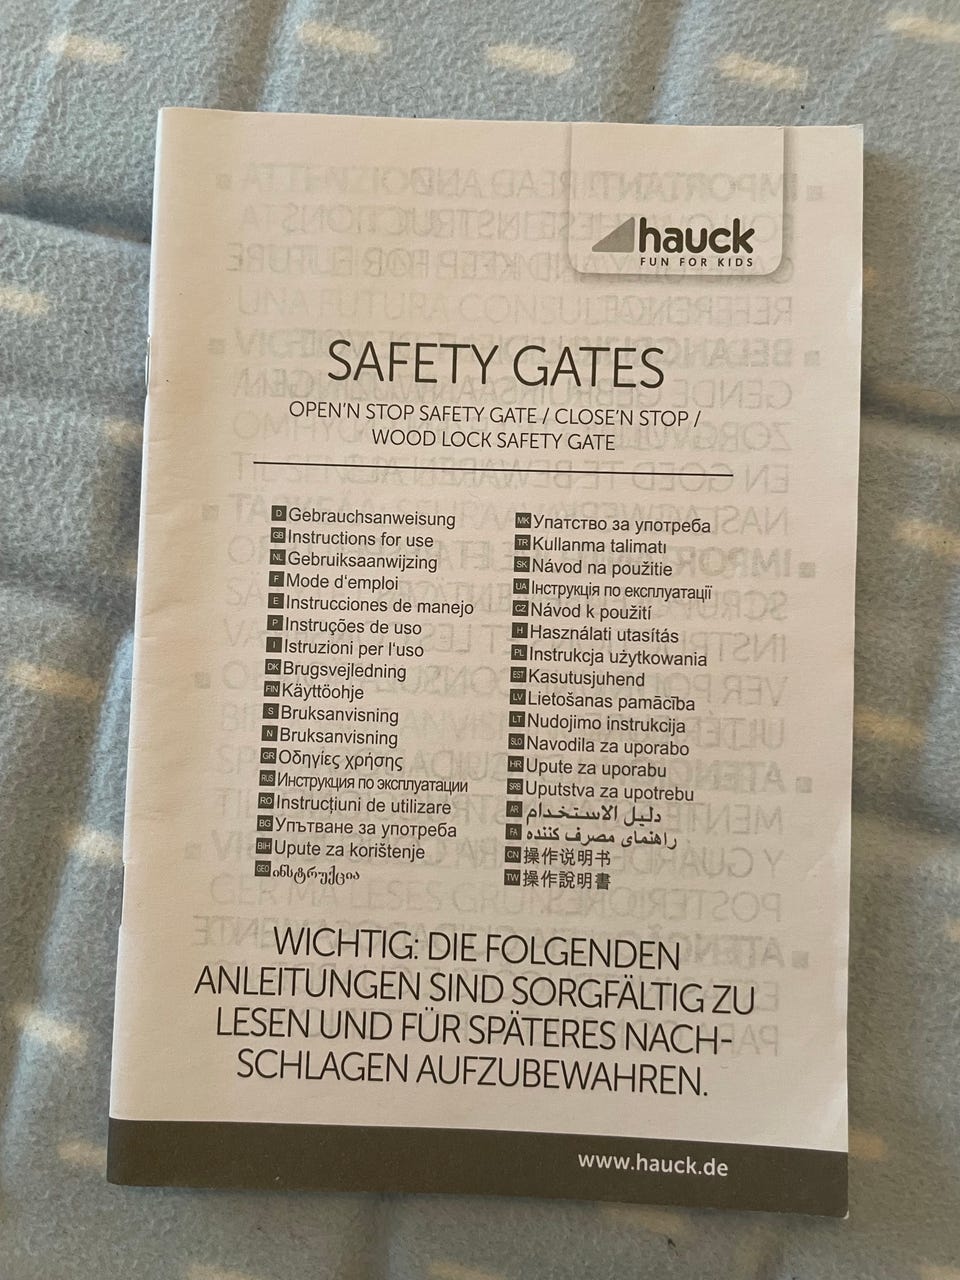 hauck
FUN FOR KIDS
SAFETY GATES
OPEN'N STOP SAFETY GATE / CLOSE'N STOP /
WOOD LOCK SAFETY GATE
D Gebrauchsanweisung
GB Instructions for use
NL Gebruiksaanwijzing
F Mode d'emploi
E Instrucciones de manejo
P Instruções de uso
I Istruzioni per l'uso
DK Brugsvejledning
FIN Käyttöohje
S Bruksanvisning
N Bruksanvisning
GR Οδηγίες χρήσης
RUS Инструкция по эксплуатации
RO Instrucțiuni de utilizare
BG Упътване за употреба
BIH Upute za korištenje
GEO ინსტრუქცია
MK Упатство за употреба
TR Kullanma talimatı
SK Návod na použitie
UA Інструкція по експлуатації
CZ Návod k použití
H Használati utasítás
PL Instrukcja użytkowania
EST Kasutusjuhend
LV Lietošanas pamācība
LT Nudojimo instrukcija
SLO Navodila za uporabo
HR Upute za uporabu
SRB Uputstva za upotrebu
AR دليل الاستخدام
FA راهنمای مصرف کننده
CN 操作说明书
TW 操作說明書
WICHTIG: DIE FOLGENDEN
ANLEITUNGEN SIND SORGFÄLTIG ZU
LESEN UND FÜR SPÄTERES NACH-
SCHLAGEN AUFZUBEWAHREN.
www.hauck.de